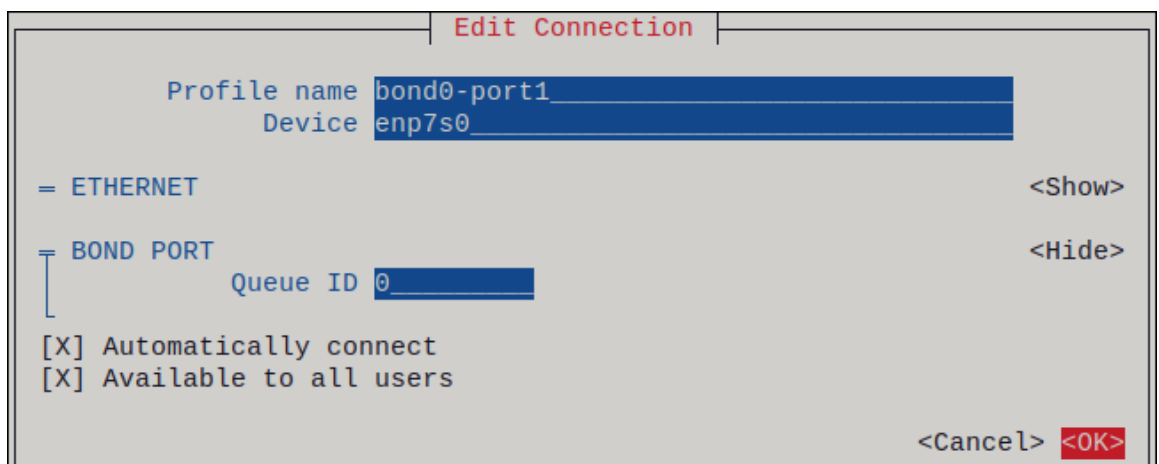 Edit Connection
Profile name bond0-port1
Device enp7s0
= ETHERNET <Show>
BOND PORT <Hide>
Queue ID 0
[X] Automatically connect
[X] Available to all users
<Cancel> <OK>